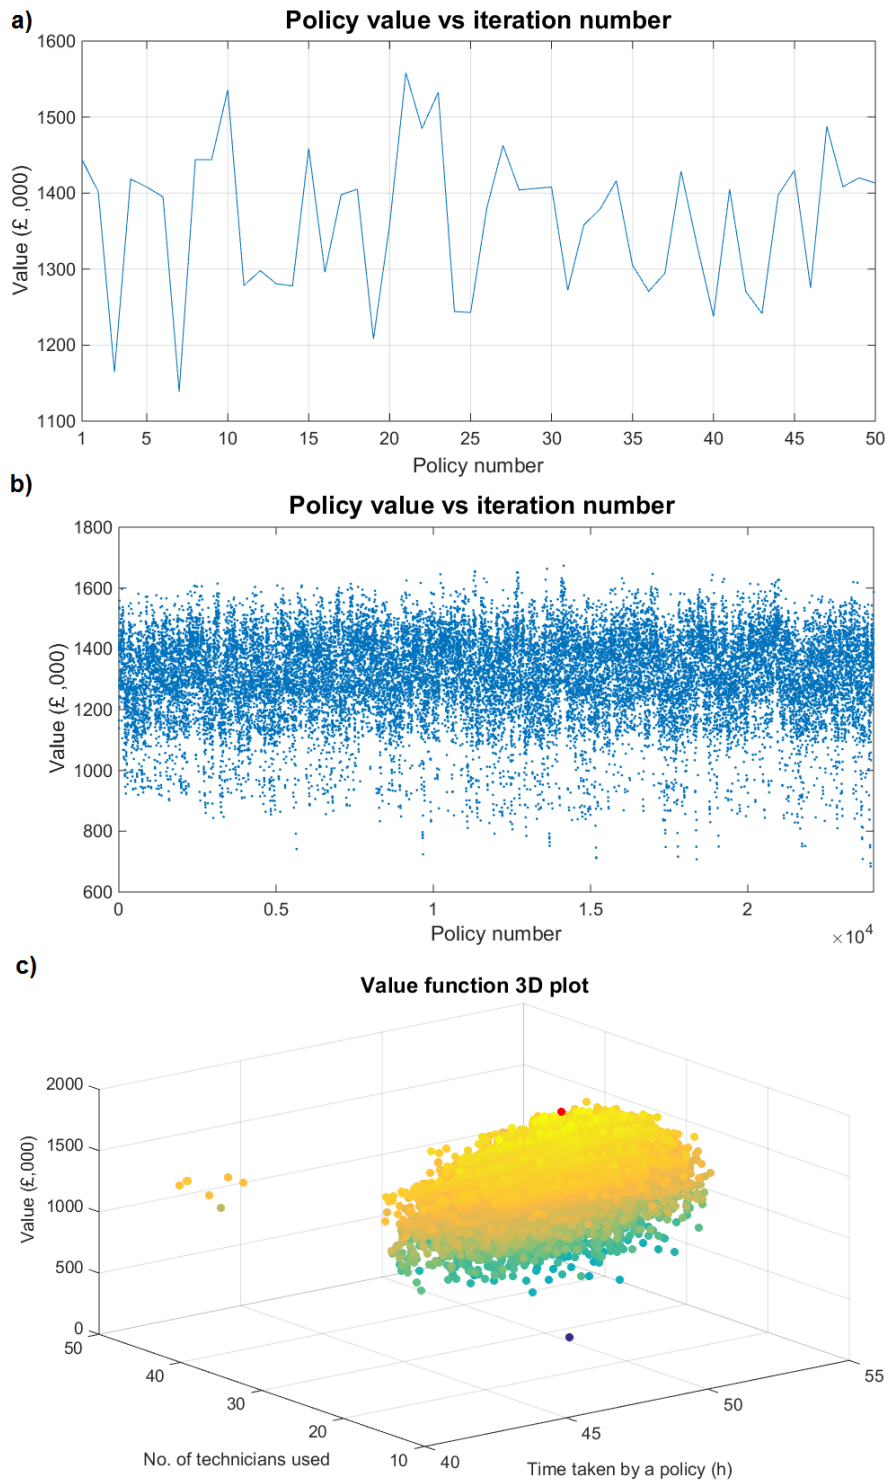 a)
Policy value vs iteration number
1600
1500
1400
1300
1200
1100
Value (£ ,000)
1 5 10 15 20 25 30 35 40 45 50
Policy number
b)
Policy value vs iteration number
1800
1600
1400
1200
1000
800
600
Value (£ ,000)
0 0.5 1 1.5 2
Policy number
×10^4
c)
Value function 3D plot
2000
1500
1000
500
0
Value (£,000)
50
40
30
20
10
No. of technicians used
40
45
50
55
Time taken by a policy (h)